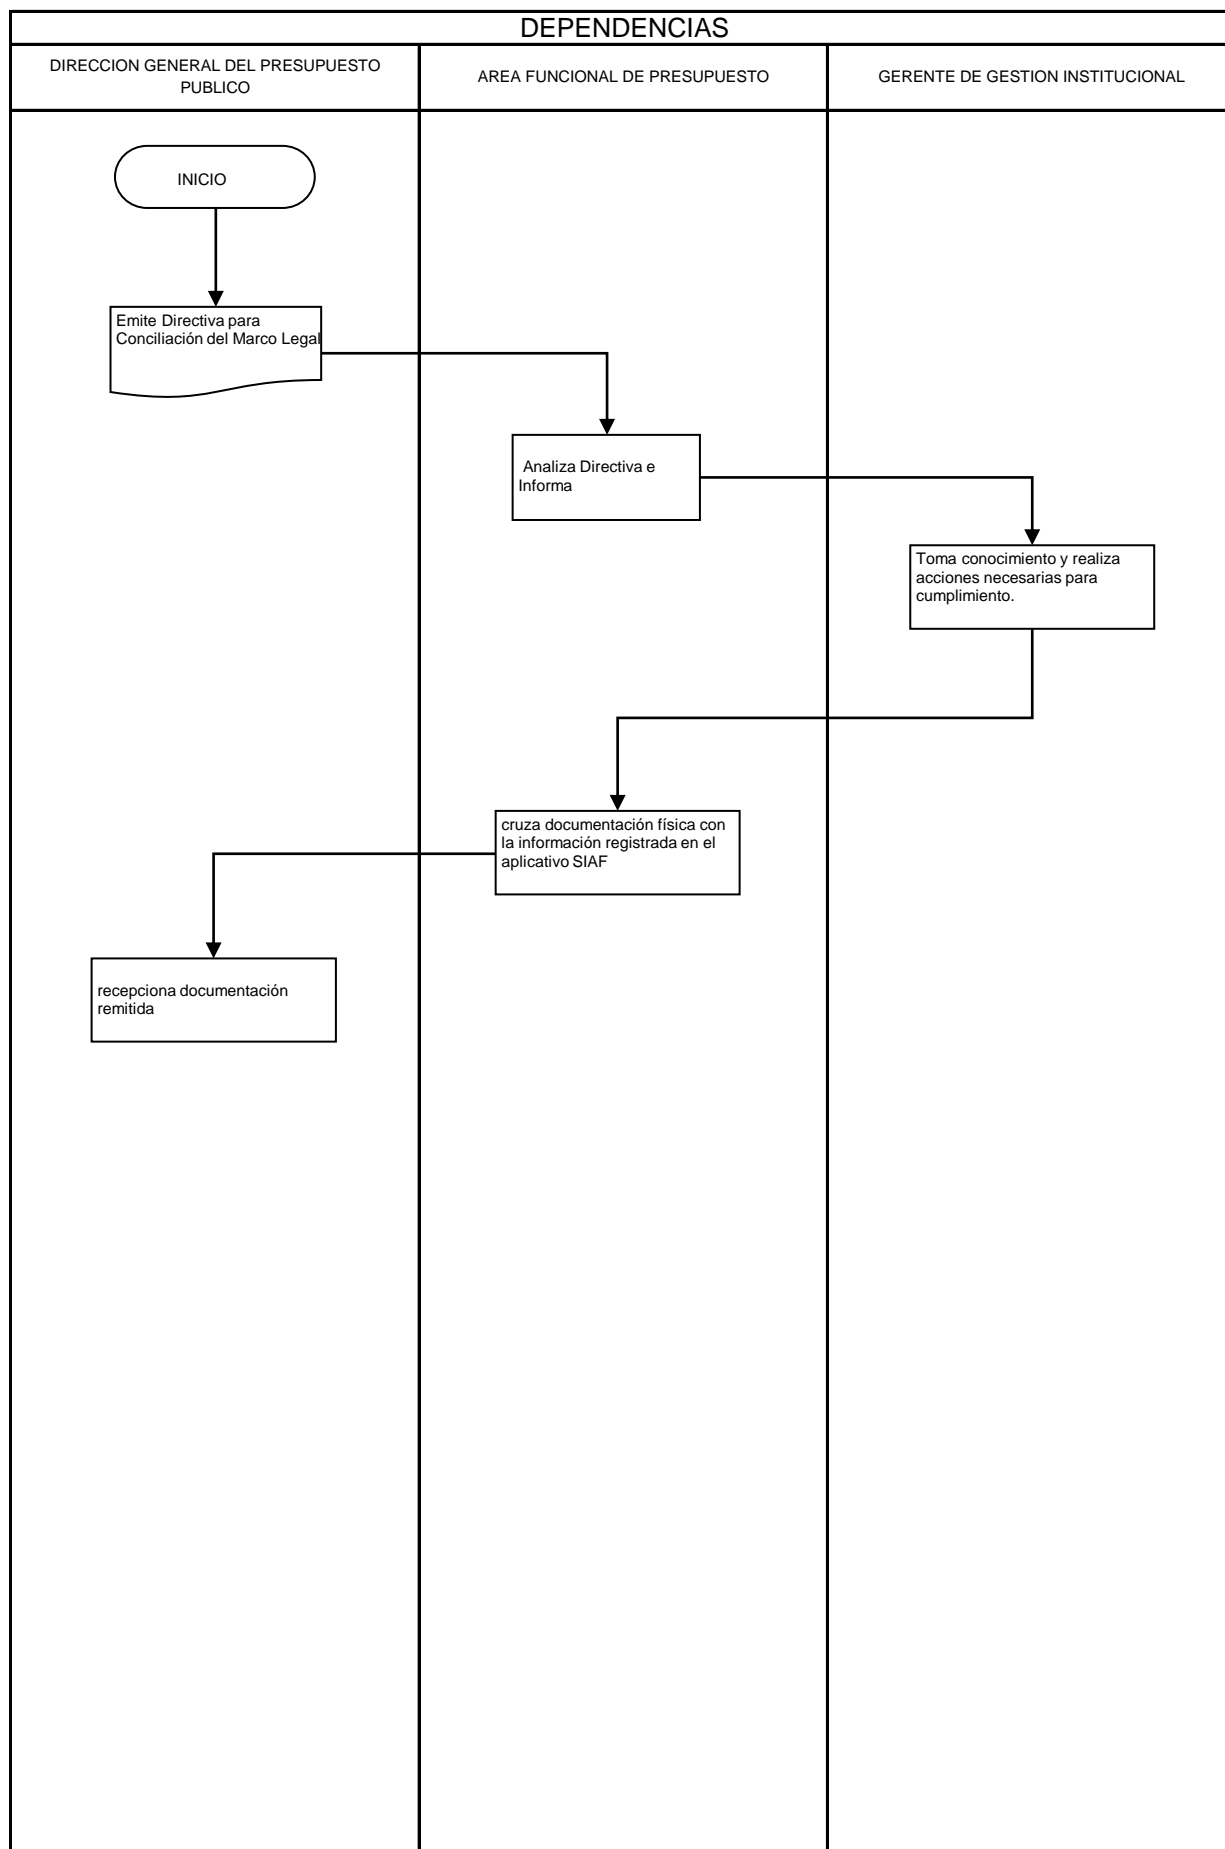 DEPENDENCIAS
DIRECCION GENERAL DEL PRESUPUESTO
PUBLICO
AREA FUNCIONAL DE PRESUPUESTO
GERENTE DE GESTION INSTITUCIONAL
INICIO
Emite Directiva para
Conciliación del Marco Legal
Analiza Directiva e
Informa
Toma conocimiento y realiza
acciones necesarias para
cumplimiento.
cruza documentación física con
la información registrada en el
aplicativo SIAF
recepciona documentación
remitida